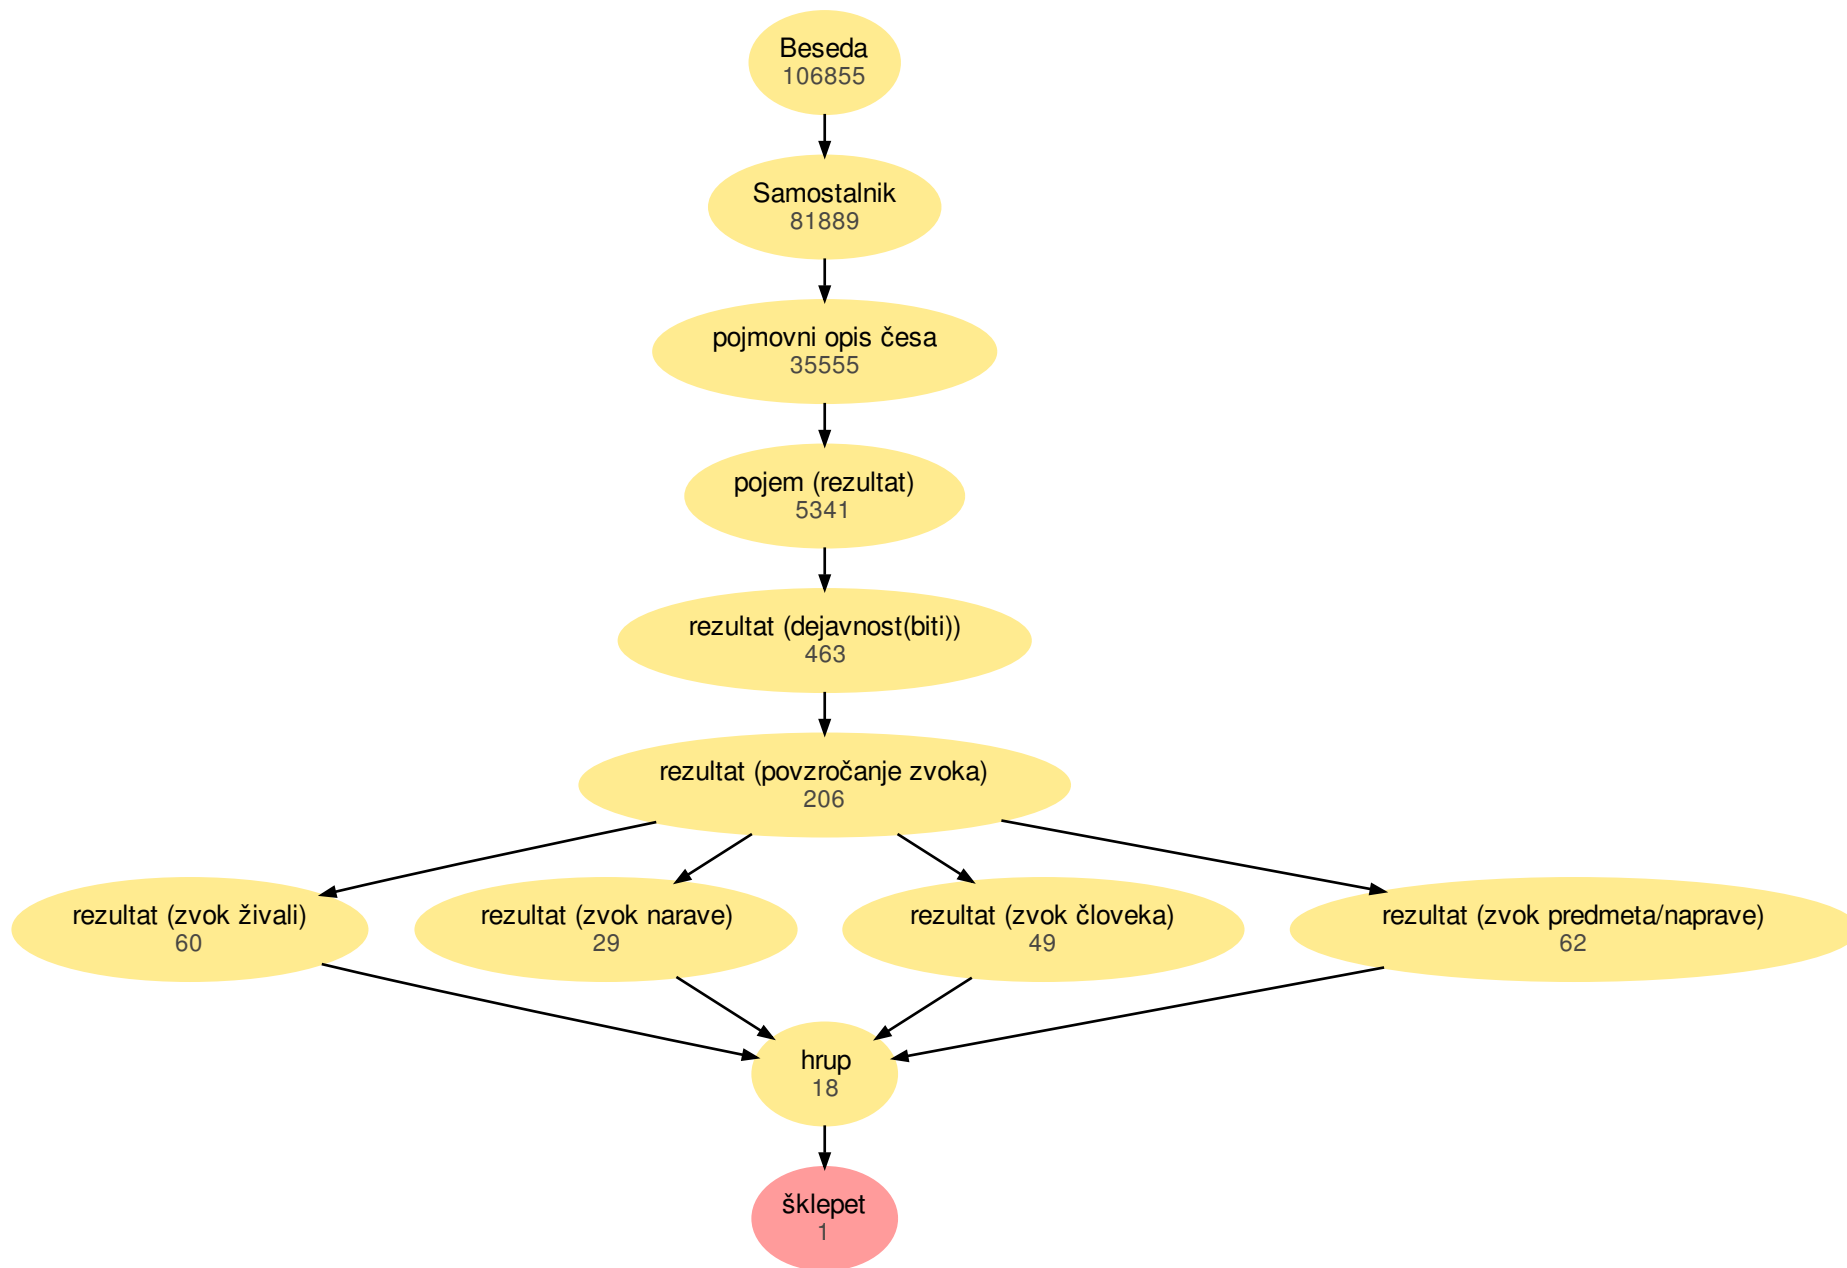 Beseda
106855
Samostalnik
81889
pojmovni opis česa
35555
pojem (rezultat)
5341
rezultat (dejavnost(biti))
463
rezultat (povzročanje zvoka)
206
rezultat (zvok živali)
60
rezultat (zvok narave)
29
rezultat (zvok človeka)
49
rezultat (zvok predmeta/naprave)
62
hrup
18
šklepet
1